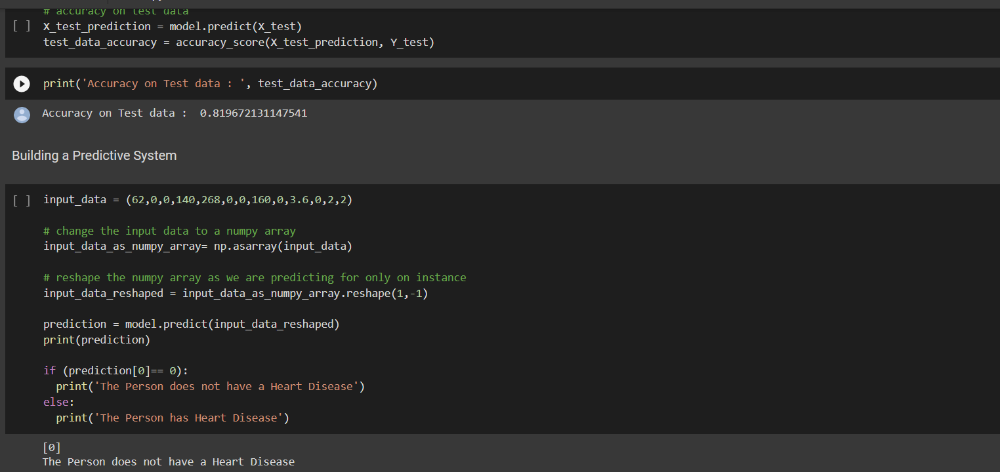 # accuracy on test data
[ ] X_test_prediction = model.predict(X_test)
test_data_accuracy = accuracy_score(X_test_prediction, Y_test)
print('Accuracy on Test data : ', test_data_accuracy)
Accuracy on Test data :  0.819672131147541
Building a Predictive System
[ ] input_data = (62,0,0,140,268,0,0,160,0,3.6,0,2,2)
# change the input data to a numpy array
input_data_as_numpy_array= np.asarray(input_data)
# reshape the numpy array as we are predicting for only on instance
input_data_reshaped = input_data_as_numpy_array.reshape(1,-1)
prediction = model.predict(input_data_reshaped)
print(prediction)
if (prediction[0]== 0):
  print('The Person does not have a Heart Disease')
else:
  print('The Person has Heart Disease')
[0]
The Person does not have a Heart Disease